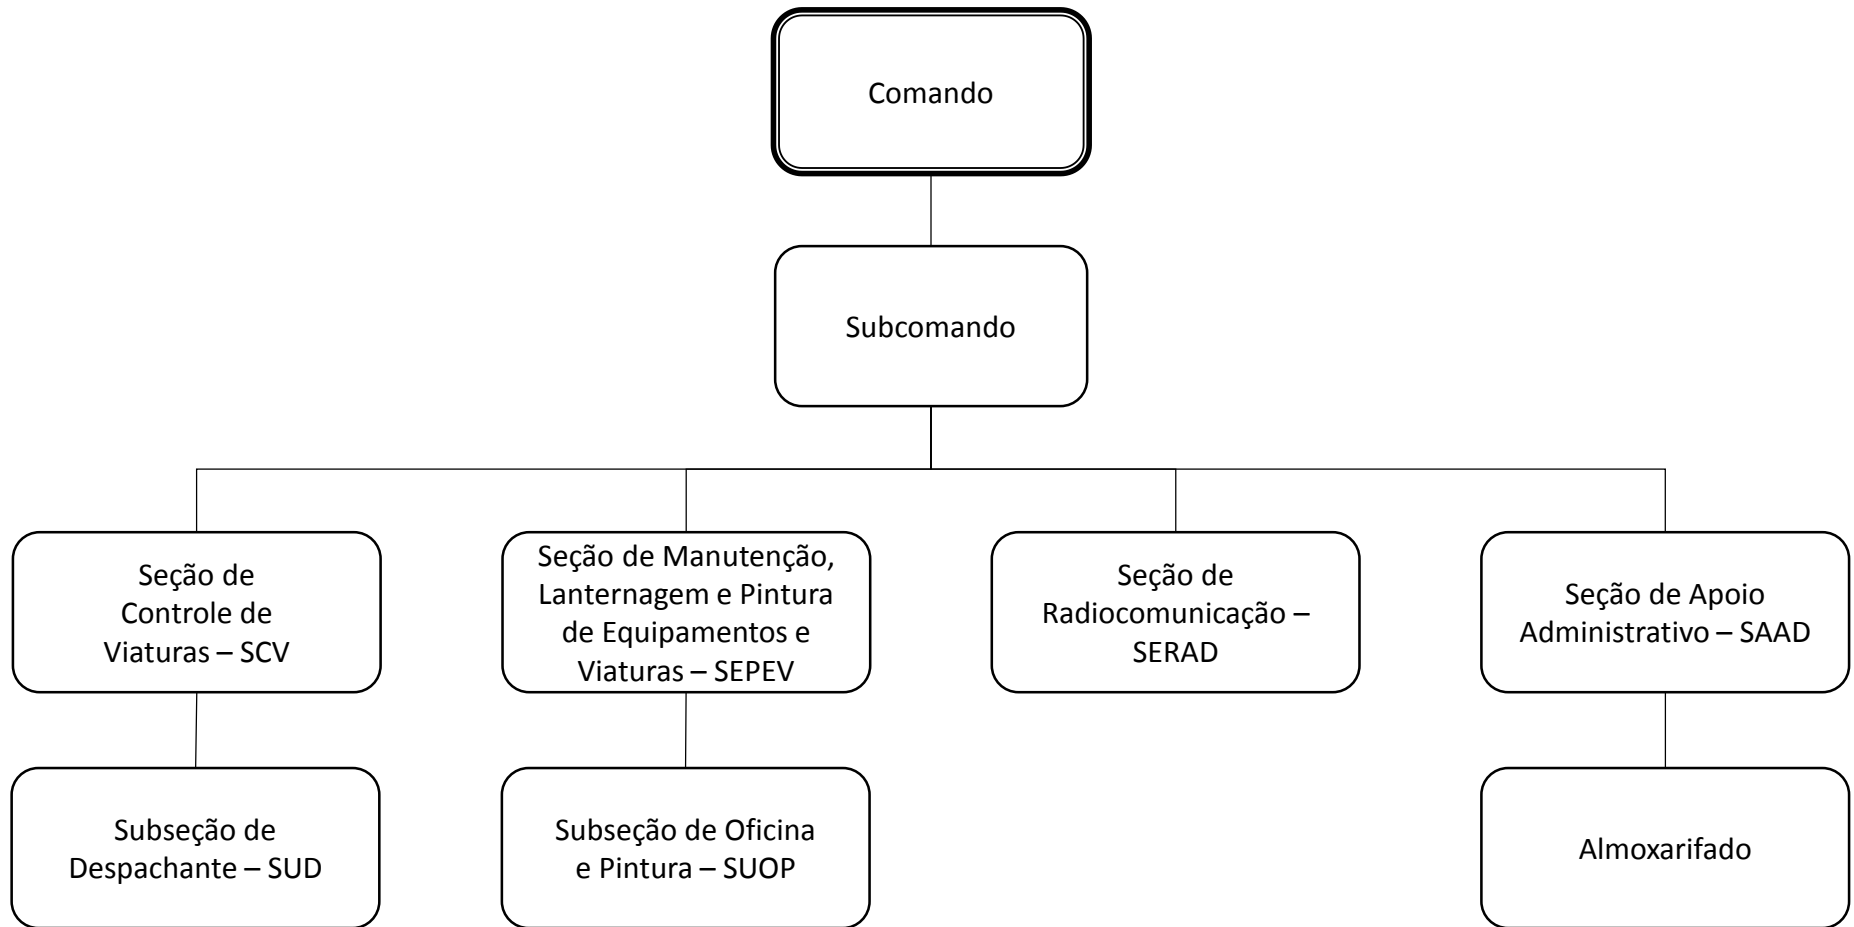 Comando
Subcomando
Seção de
Controle de
Viaturas – SCV
Seção de Manutenção,
Lanternagem e Pintura
de Equipamentos e
Viaturas – SEPEV
Seção de
Radiocomunicação –
SERAD
Seção de Apoio
Administrativo – SAAD
Subseção de
Despachante – SUD
Subseção de Oficina
e Pintura – SUOP
Almoxarifado